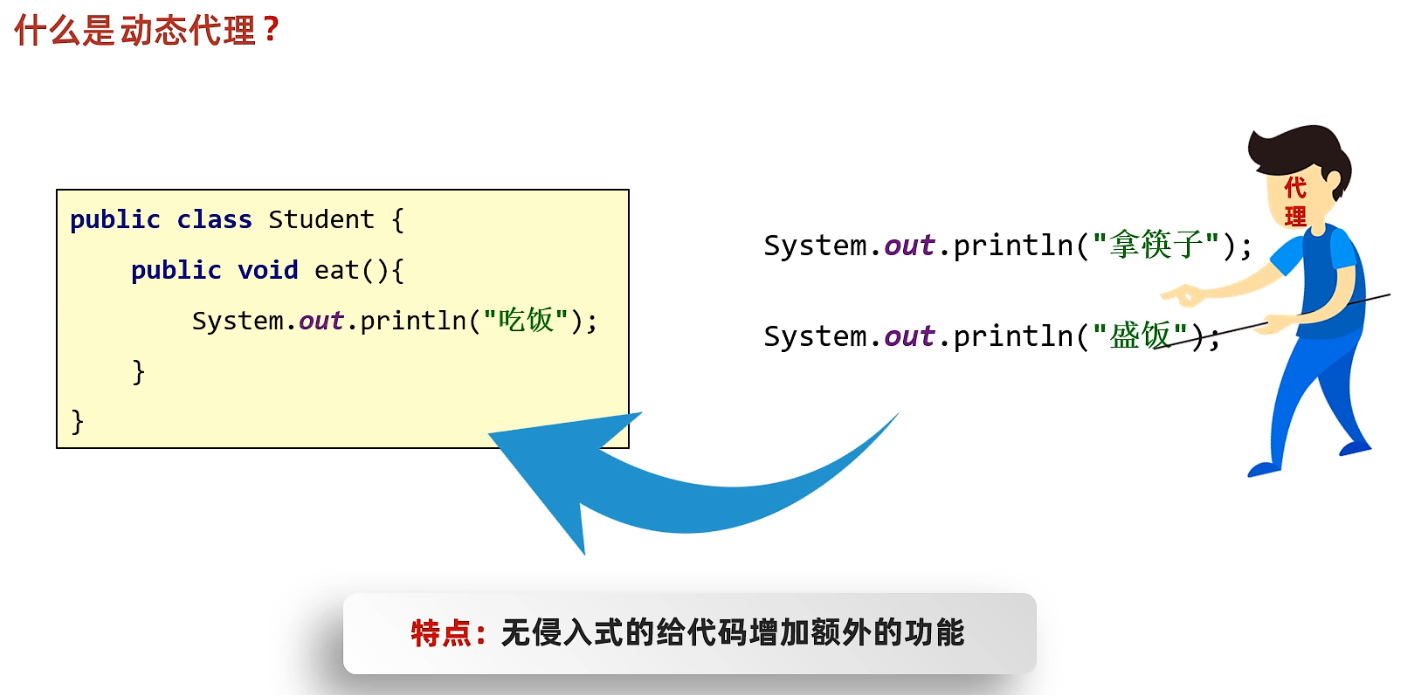 什么是动态代理？
public class Student {
    public void eat(){
        System.out.println("吃饭");
    }
}
System.out.println("拿筷子");
System.out.println("盛饭");
代
理
特点：无侵入式的给代码增加额外的功能